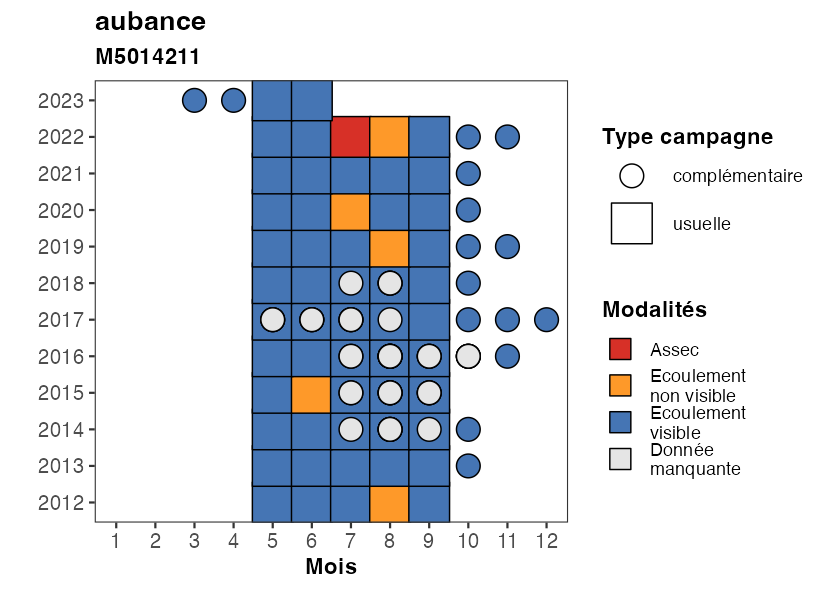 aubance
M5014211
2023
2022
2021
2020
2019
2018
2017
2016
2015
2014
2013
2012
1 2 3 4 5 6 7 8 9 10 11 12
Mois
Type campagne
complémentaire
usuelle
Modalités
Assec
Ecoulement
non visible
Ecoulement
visible
Donnée
manquante